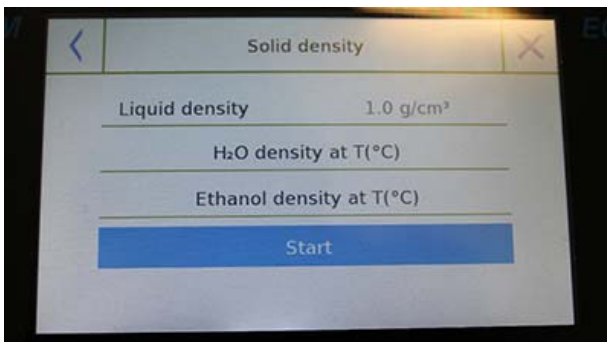 Solid density
Liquid density 1.0 g/cm³
H₂O density at T(°C)
Ethanol density at T(°C)
Start